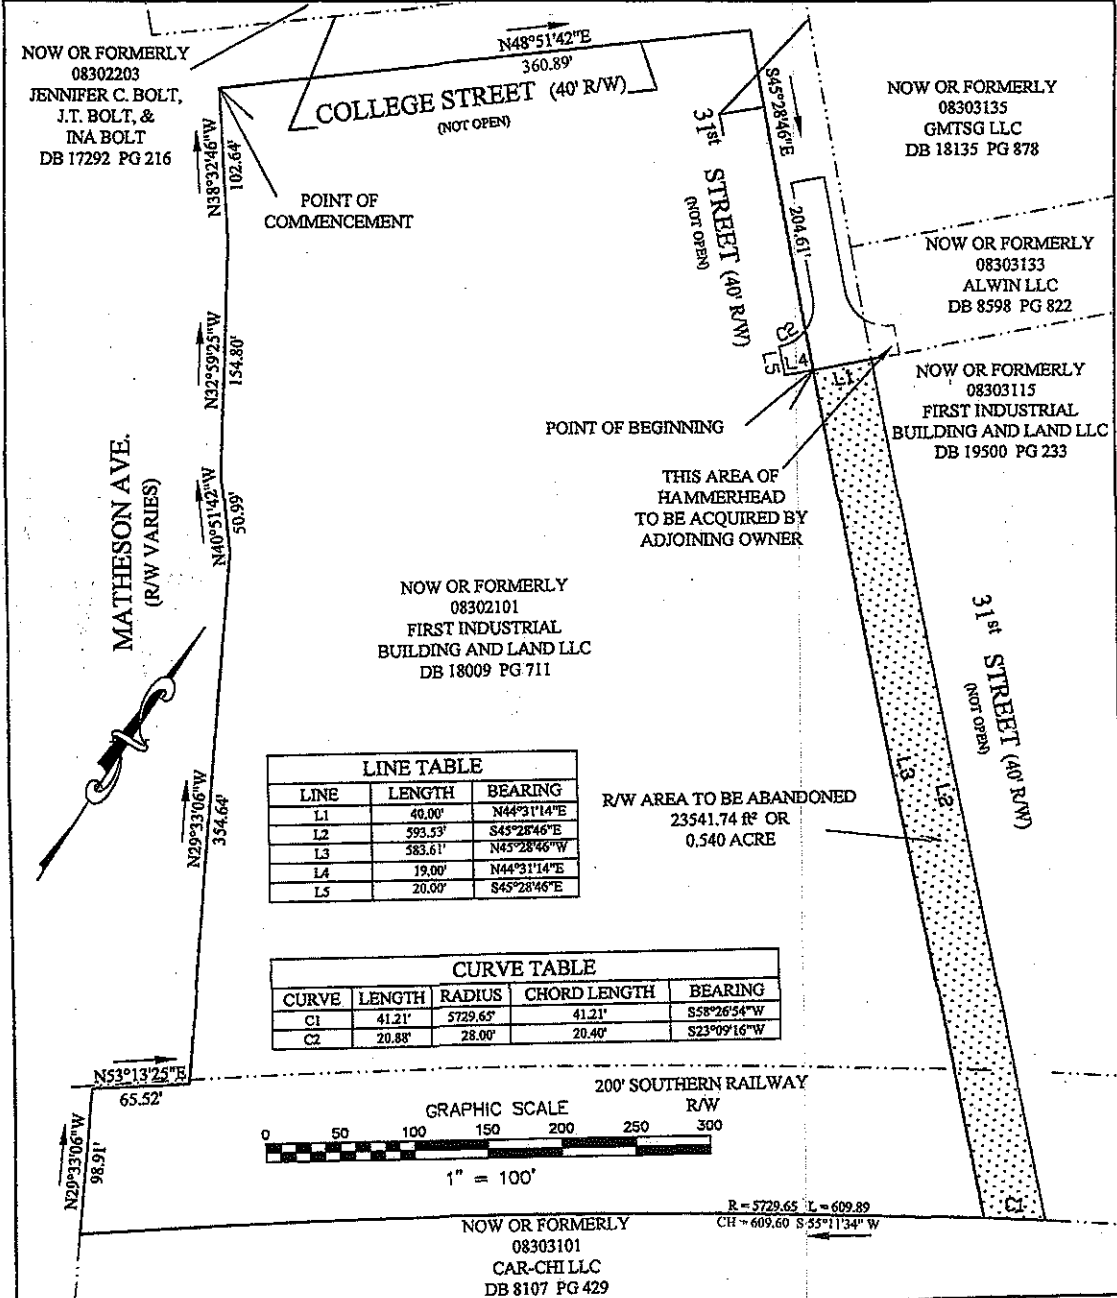 NOW OR FORMERLY
08302203
JENNIFER C. BOLT,
J.T. BOLT, &
INA BOLT
DB 17292 PG 216
N48°51'42"E
360.89'
COLLEGE STREET (40' R/W)
(NOT OPEN)
POINT OF
COMMENCEMENT
N38°32'46"W
102.64'
N32°59'25"W
154.80'
N40°51'42"W
50.99'
MATHESON AVE.
(R/W VARIES)
N29°33'06"W
354.64'
N53°13'25"E
65.52'
N29°33'06"W
98.91'
S45°28'46"E
204.61'
31st STREET (40' R/W)
(NOT OPEN)
NOW OR FORMERLY
08303135
GMTSG LLC
DB 18135 PG 878
NOW OR FORMERLY
08303133
ALWIN LLC
DB 8598 PG 822
NOW OR FORMERLY
08303115
FIRST INDUSTRIAL
BUILDING AND LAND LLC
DB 19500 PG 233
C2
L5
L4
L1
POINT OF BEGINNING
THIS AREA OF
HAMMERHEAD
TO BE ACQUIRED BY
ADJOINING OWNER
NOW OR FORMERLY
08302101
FIRST INDUSTRIAL
BUILDING AND LAND LLC
DB 18009 PG 711
31st STREET (40' R/W)
(NOT OPEN)
L3
L2
R/W AREA TO BE ABANDONED
23541.74 ft² OR
0.540 ACRE
LINE TABLE
LINE LENGTH BEARING
L1 40.00' N44°31'14"E
L2 593.53' S45°28'46"E
L3 583.61' N45°28'46"W
L4 19.00' N44°31'14"E
L5 20.00' S45°28'46"E
CURVE TABLE
CURVE LENGTH RADIUS CHORD LENGTH BEARING
C1 41.21' 5729.65' 41.21' S58°26'54"W
C2 20.88' 28.00' 20.40' S23°09'16"W
200' SOUTHERN RAILWAY
R/W
GRAPHIC SCALE
0 50 100 150 200 250 300
1" = 100'
C1
R = 5729.65 L = 609.89
CH = 609.60 S 55°11'34" W
NOW OR FORMERLY
08303101
CAR-CHI LLC
DB 8107 PG 429